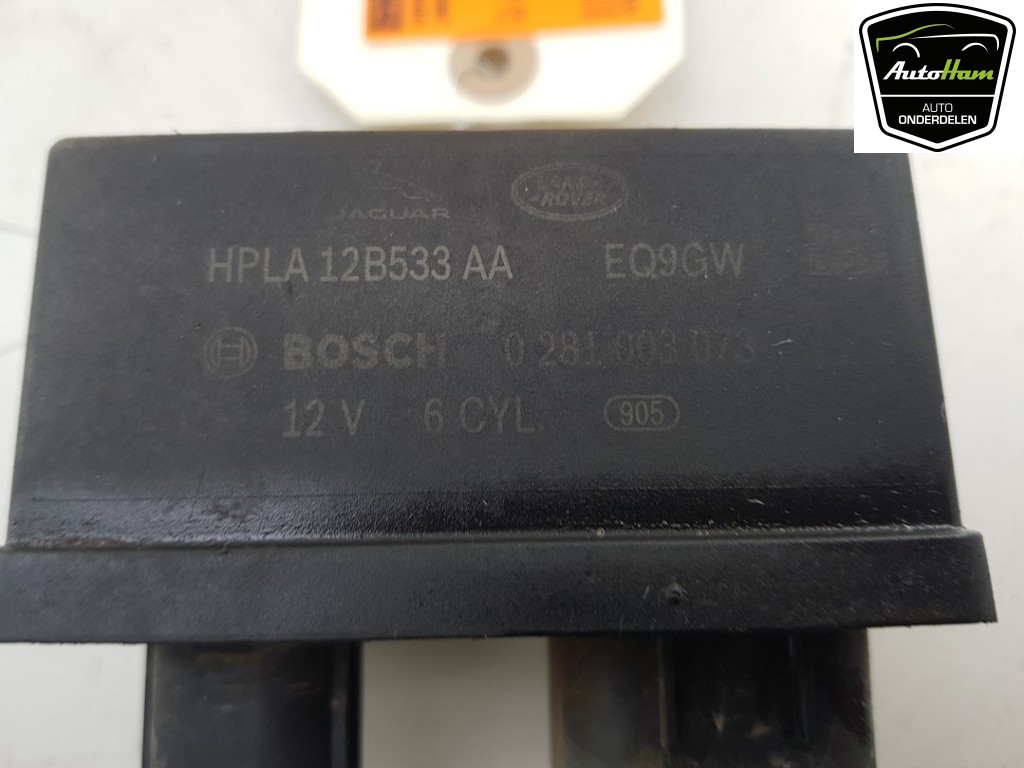 AutoHam
AUTO
ONDERDELEN
JAGUAR
LAND
ROVER
HPLA 12B533 AA EQ9GW
BOSCH 0 281 003 073
12 V 6 CYL. 905